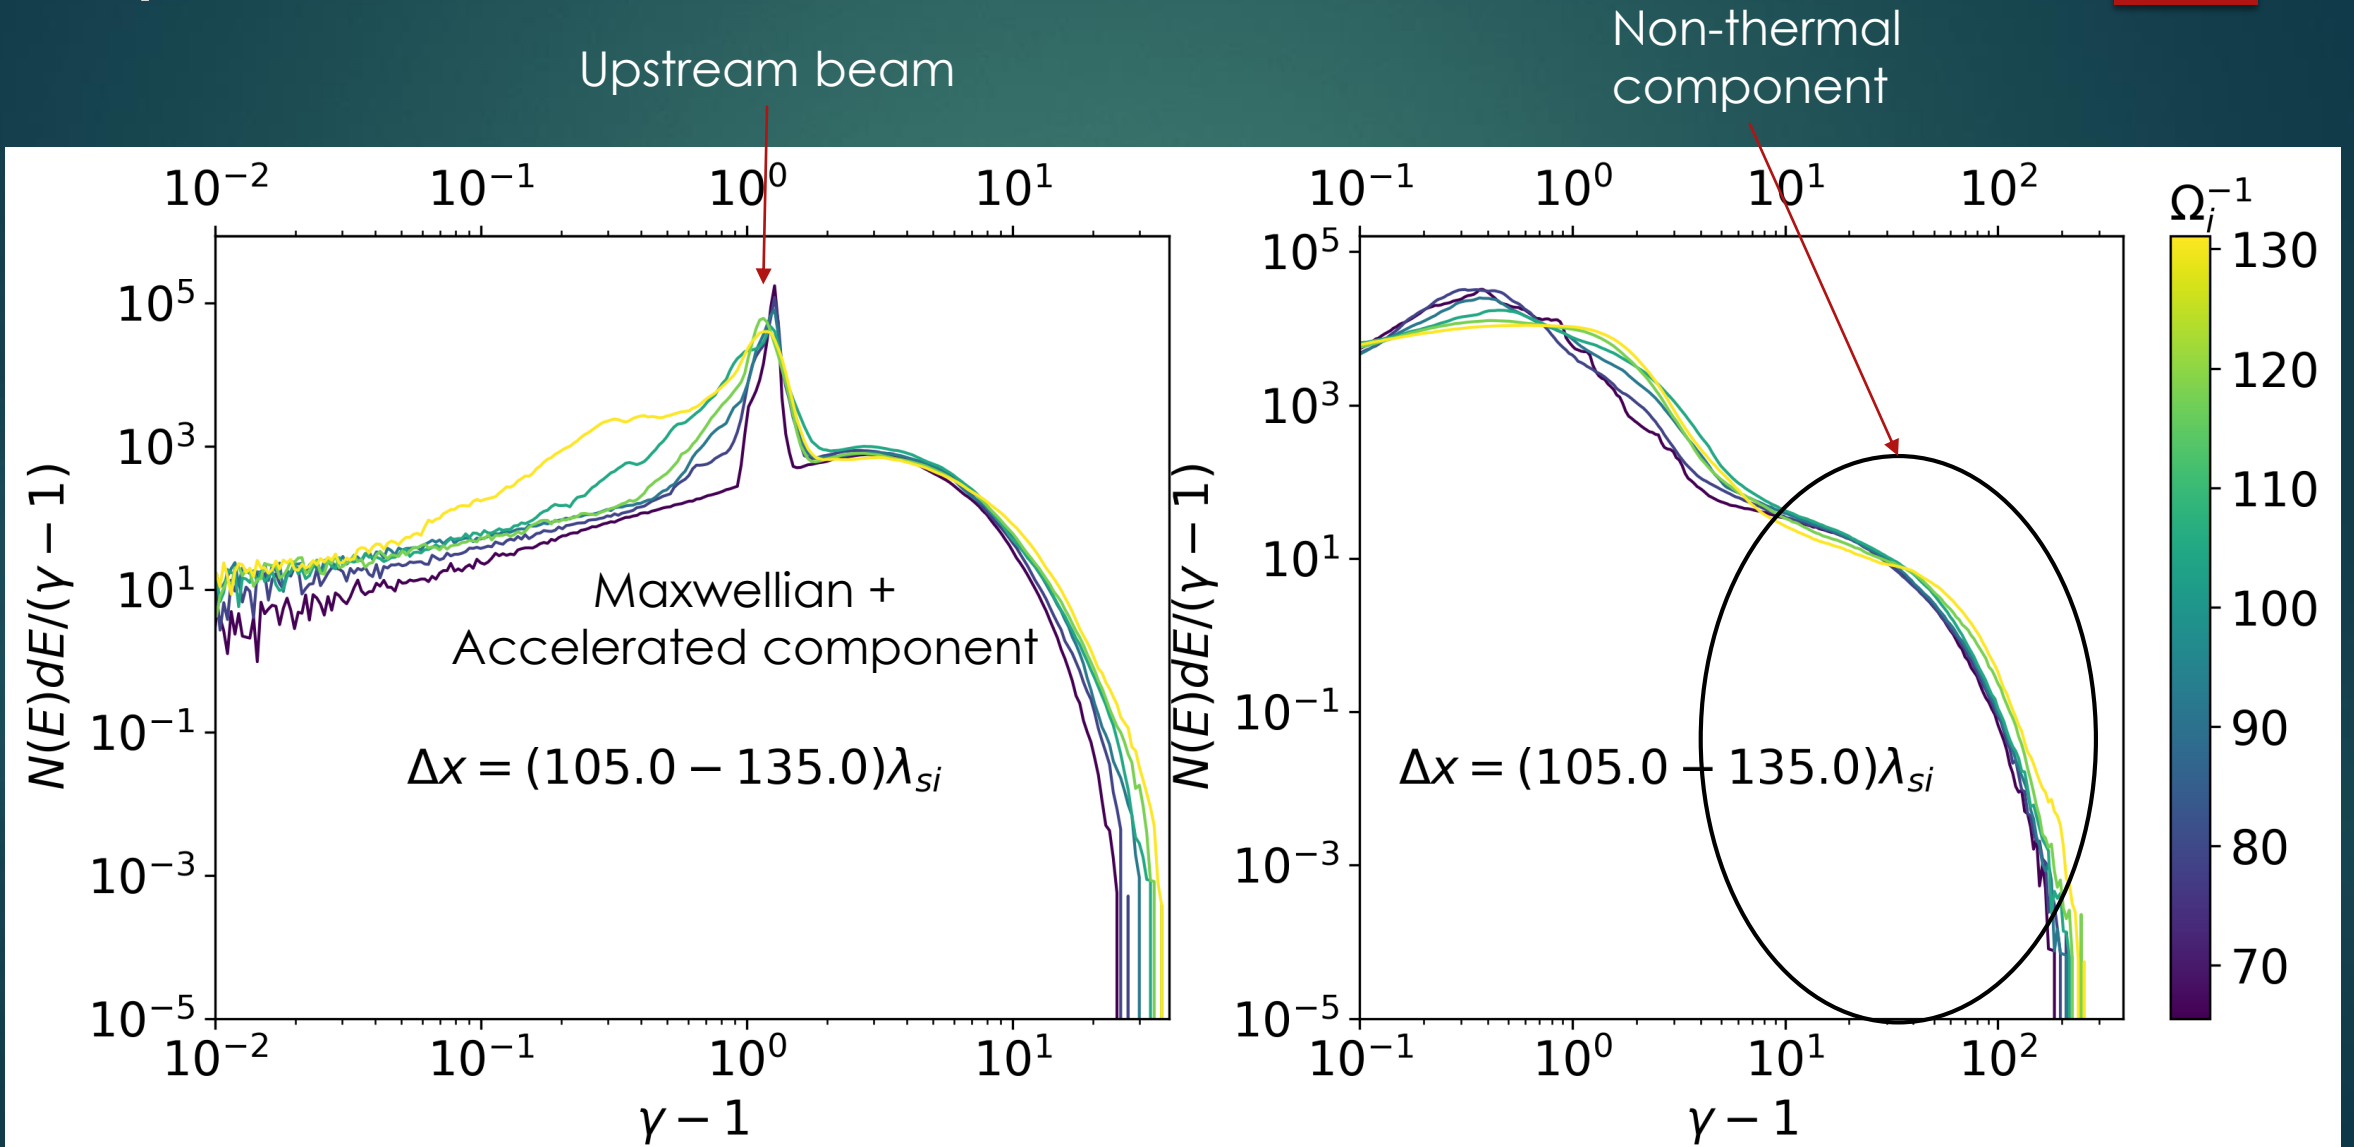 Upstream beam
Non-thermal
component
10⁻² 10⁻¹ 10⁰ 10¹
10⁵
10³
10¹
10⁻¹
10⁻³
10⁻⁵
10⁻² 10⁻¹ 10⁰ 10¹
γ − 1
N(E)dE/(γ − 1)
Maxwellian +
Accelerated component
Δx = (105.0 − 135.0)λ_si
10⁻¹ 10⁰ 10¹ 10²
10⁵
10³
10¹
10⁻¹
10⁻³
10⁻⁵
10⁻¹ 10⁰ 10¹ 10²
γ − 1
N(E)dE/(γ − 1)
Δx = (105.0 − 135.0)λ_si
Ω_i⁻¹
130
120
110
100
90
80
70